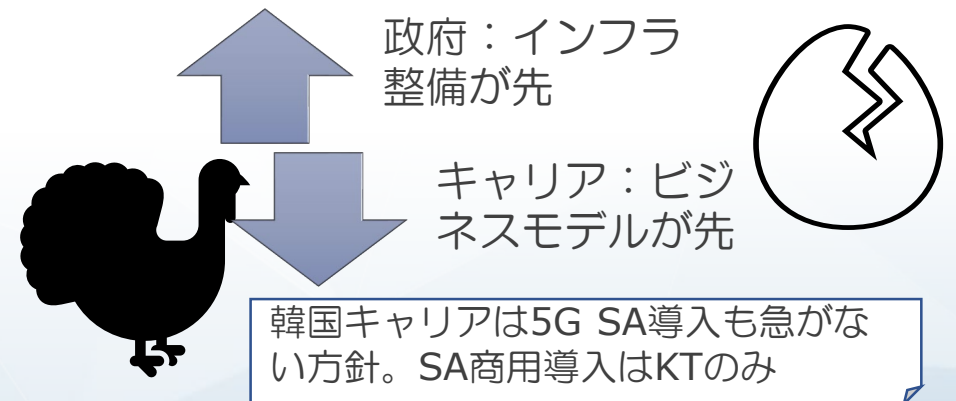 政府：インフラ
整備が先
キャリア：ビジ
ネスモデルが先
韓国キャリアは5G SA導入も急がな
い方針。SA商用導入はKTのみ